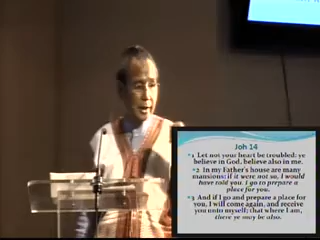 Joh 14
1 Let not your heart be troubled: ye
believe in God, believe also in me.
2 In my Father's house are many
mansions: if it were not so, I would
have told you. I go to prepare a
place for you.
3 And if I go and prepare a place for
you, I will come again, and receive
you unto myself; that where I am,
there ye may be also.